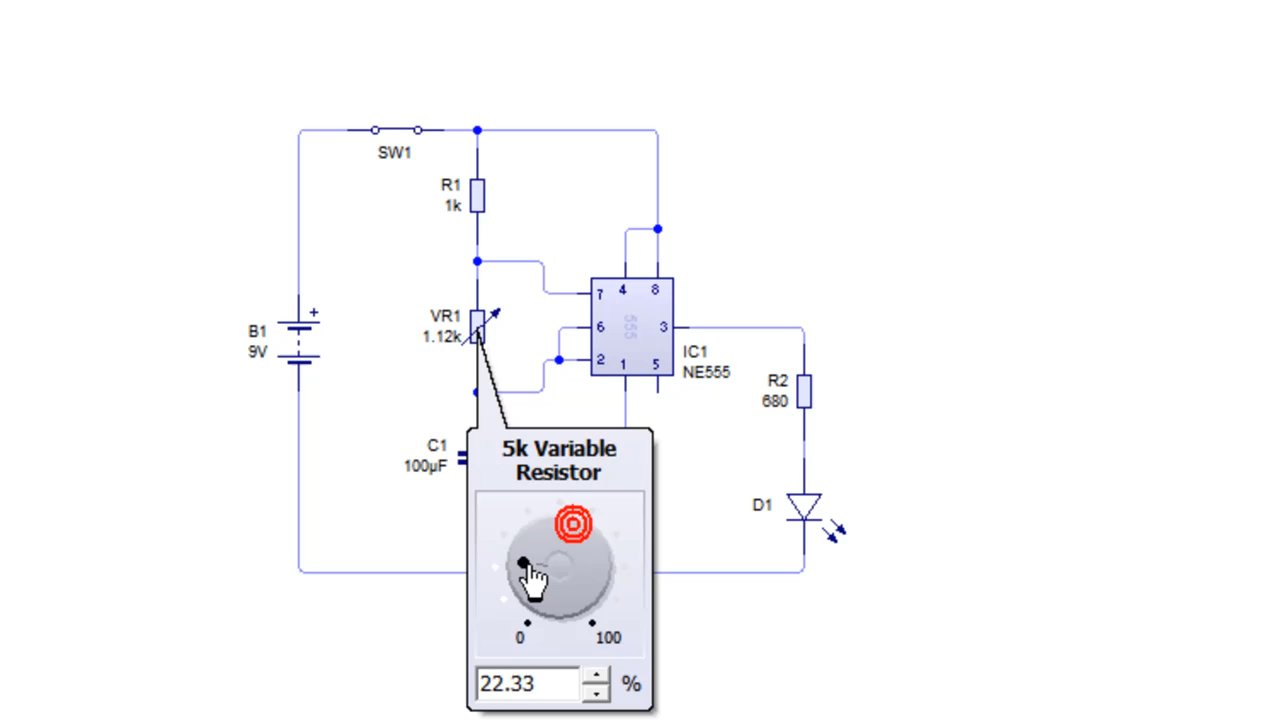 SW1
R1
1k
VR1
1.12k
B1
9V
+
7
4
8
6
555
3
2
1
5
IC1
NE555
R2
680
C1
100µF
D1
5k Variable
Resistor
0
100
22.33
%